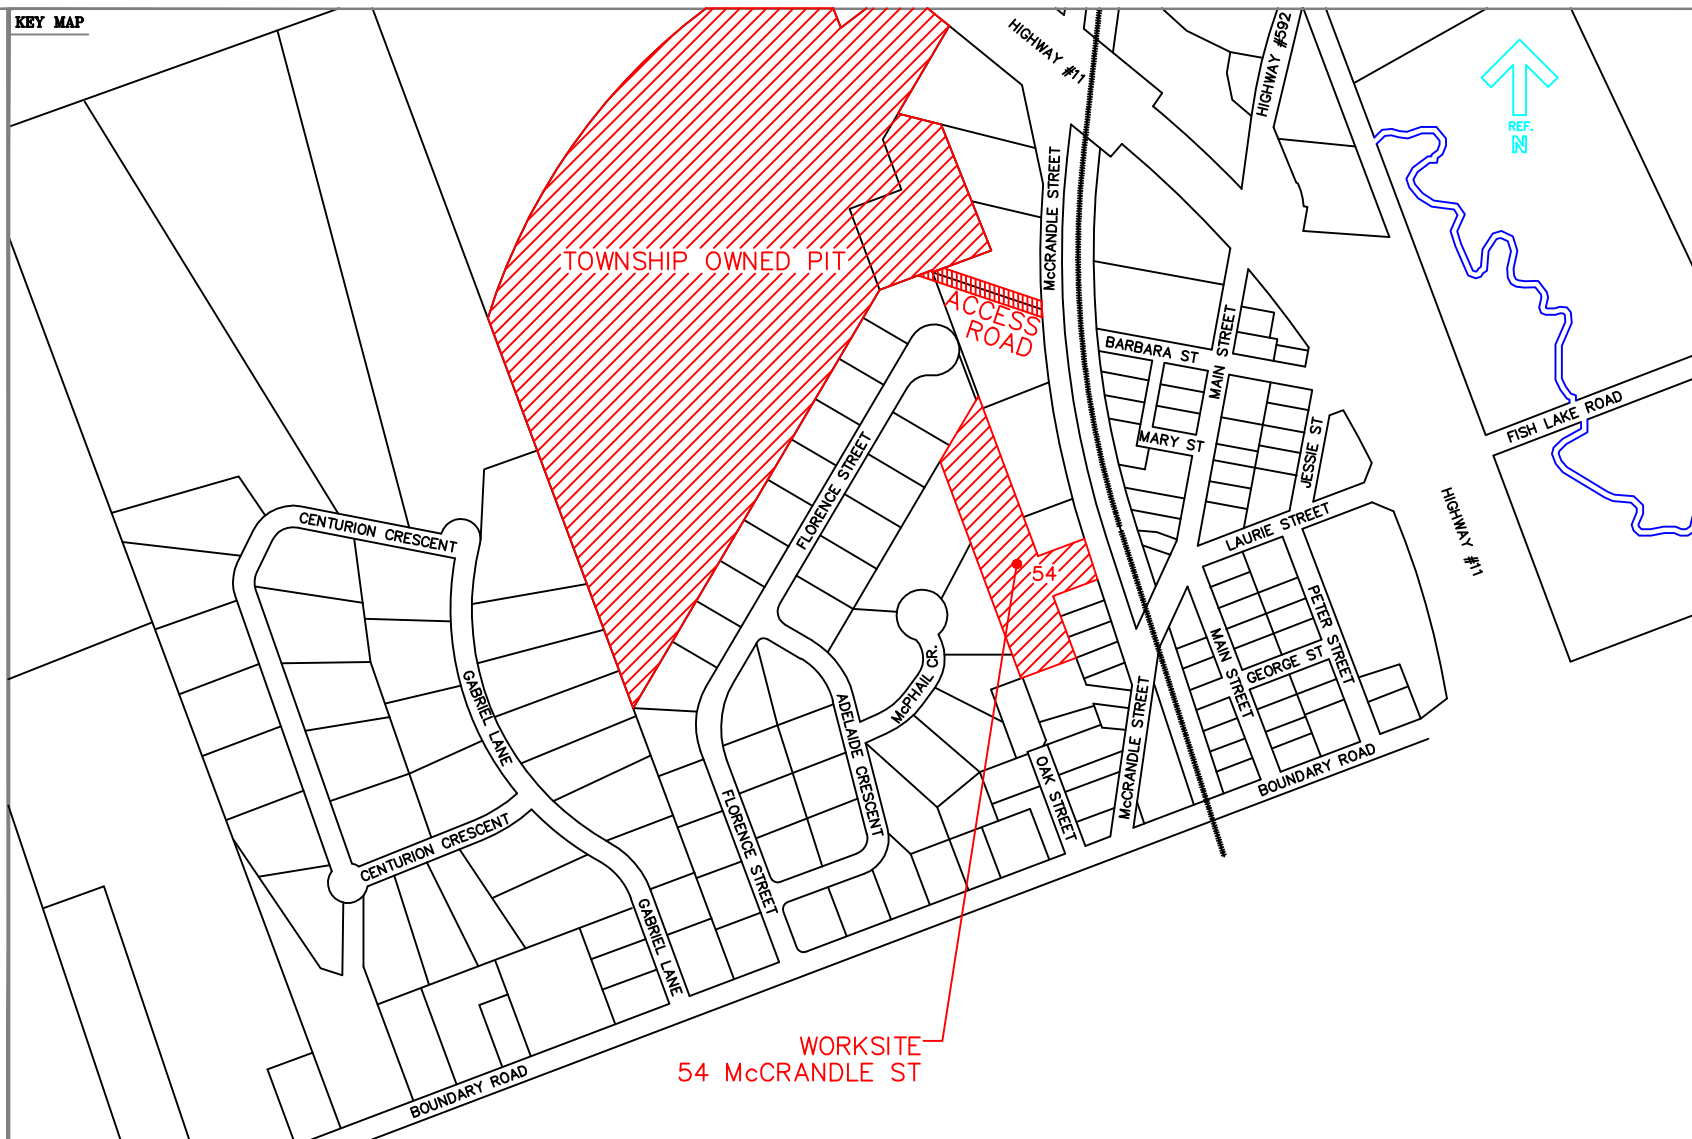 KEY MAP
HIGHWAY #11
HIGHWAY #592
REF.
N
McCRANDLE STREET
TOWNSHIP OWNED PIT
ACCESS
ROAD
BARBARA ST
MAIN STREET
MARY ST
JESSIE ST
FISH LAKE ROAD
FLORENCE STREET
CENTURION CRESCENT
LAURIE STREET
HIGHWAY #11
54
PETER STREET
MAIN STREET
GEORGE ST
GABRIEL LANE
McPHAIL CR.
ADELAIDE CRESCENT
McCRANDLE STREET
OAK STREET
BOUNDARY ROAD
FLORENCE STREET
CENTURION CRESCENT
GABRIEL LANE
WORKSITE
54 McCRANDLE ST
BOUNDARY ROAD